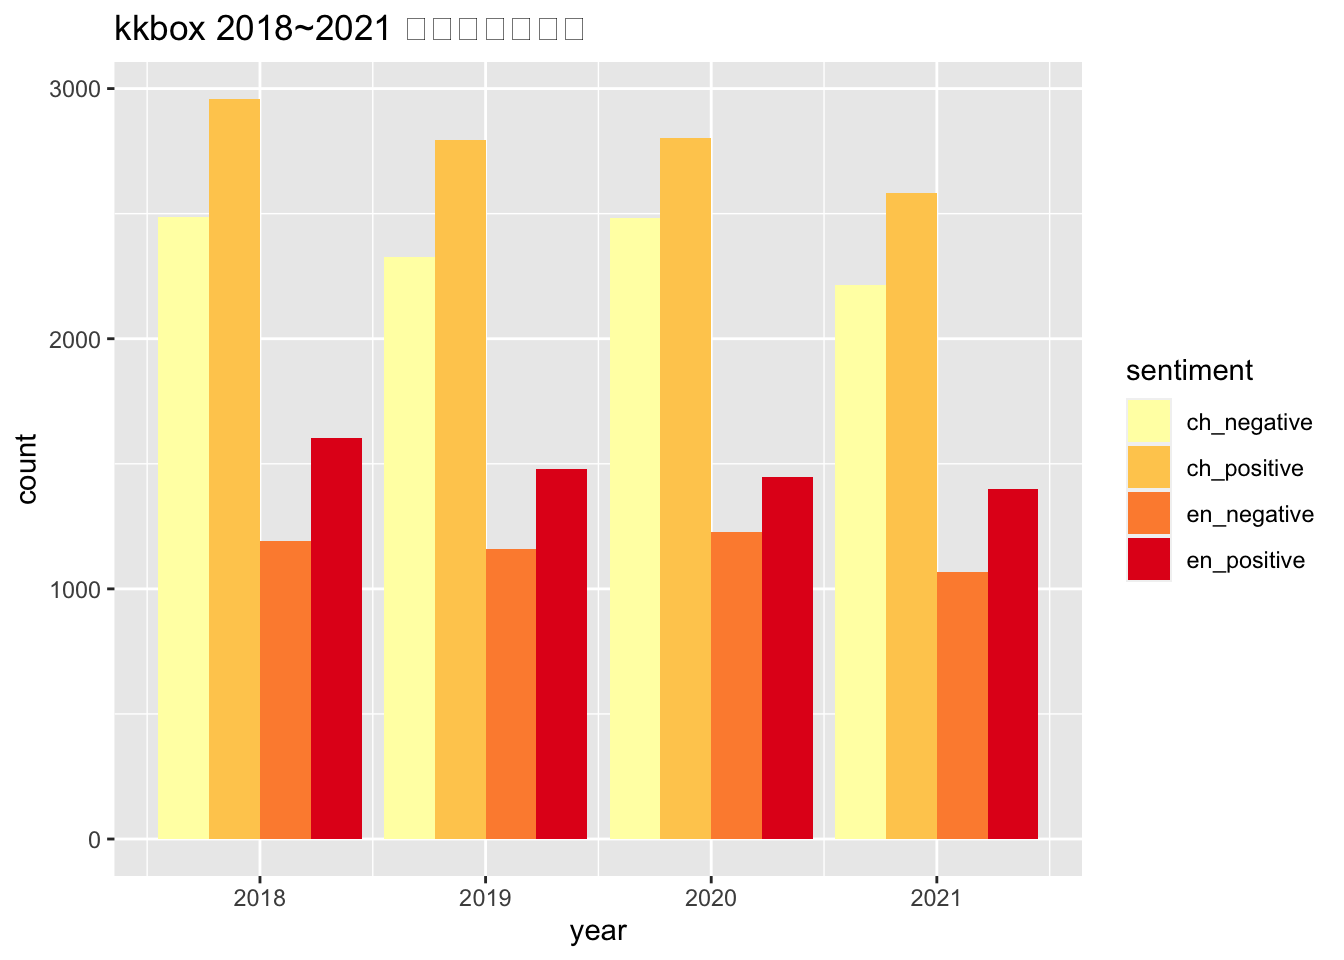 kkbox 2018~2021
3000
2000
1000
0
count
2018
2019
2020
2021
year
sentiment
ch_negative
ch_positive
en_negative
en_positive